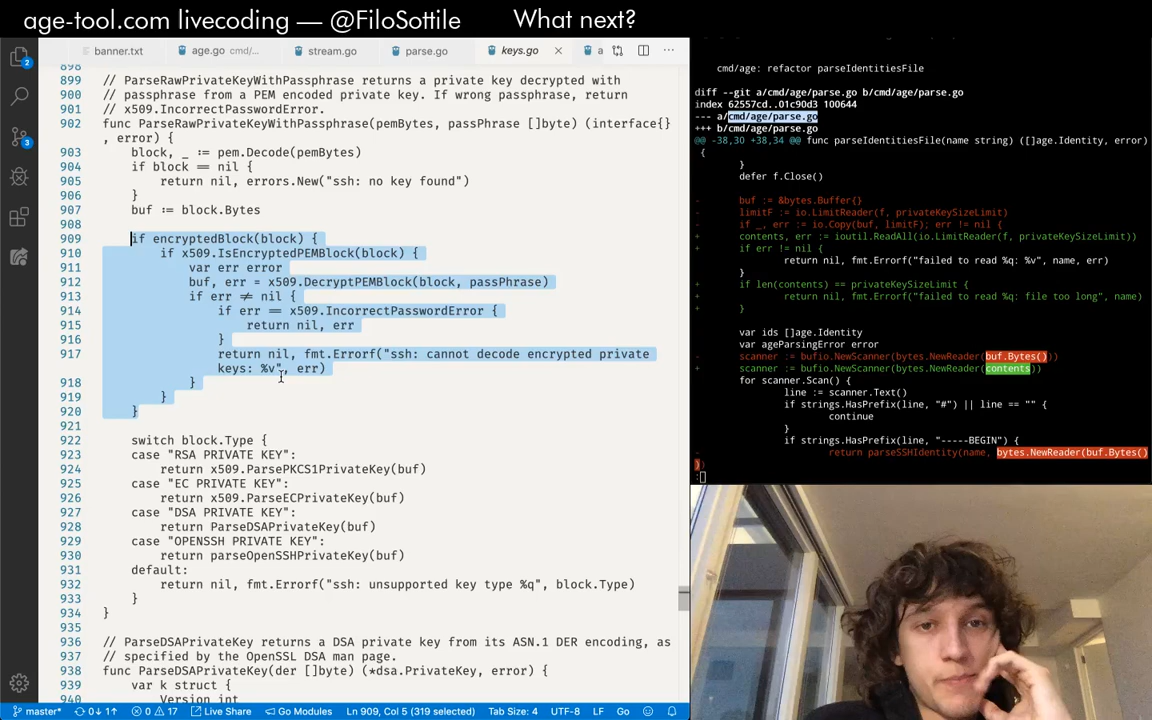 age-tool.com livecoding — @FiloSottile What next?
banner.txt age.go cmd/... stream.go parse.go keys.go a
898
899 // ParseRawPrivateKeyWithPassphrase returns a private key decrypted with
900 // passphrase from a PEM encoded private key. If wrong passphrase, return
901 // x509.IncorrectPasswordError.
902 func ParseRawPrivateKeyWithPassphrase(pemBytes, passPhrase []byte) (interface{}
, error) {
903 block, _ := pem.Decode(pemBytes)
904 if block == nil {
905 return nil, errors.New("ssh: no key found")
906 }
907 buf := block.Bytes
908
909 if encryptedBlock(block) {
910 if x509.IsEncryptedPEMBlock(block) {
911 var err error
912 buf, err = x509.DecryptPEMBlock(block, passPhrase)
913 if err ≠ nil {
914 if err == x509.IncorrectPasswordError {
915 return nil, err
916 }
917 return nil, fmt.Errorf("ssh: cannot decode encrypted private
keys: %v", err)
918 }
919 }
920 }
921
922 switch block.Type {
923 case "RSA PRIVATE KEY":
924 return x509.ParsePKCS1PrivateKey(buf)
925 case "EC PRIVATE KEY":
926 return x509.ParseECPrivateKey(buf)
927 case "DSA PRIVATE KEY":
928 return ParseDSAPrivateKey(buf)
929 case "OPENSSH PRIVATE KEY":
930 return parseOpenSSHPrivateKey(buf)
931 default:
932 return nil, fmt.Errorf("ssh: unsupported key type %q", block.Type)
933 }
934 }
935
936 // ParseDSAPrivateKey returns a DSA private key from its ASN.1 DER encoding, as
937 // specified by the OpenSSL DSA man page.
938 func ParseDSAPrivateKey(der []byte) (*dsa.PrivateKey, error) {
939 var k struct {
940 Version int
2
3
master* 0↓ 1↑ 0 17 Live Share Go Modules Ln 909, Col 5 (319 selected) Tab Size: 4 UTF-8 LF Go
cmd/age: refactor parseIdentitiesFile
diff --git a/cmd/age/parse.go b/cmd/age/parse.go
index 62557cd..01c90d3 100644
--- a/cmd/age/parse.go
+++ b/cmd/age/parse.go
@@ -38,30 +38,34 @@ func parseIdentitiesFile(name string) ([]age.Identity, error)
{
}
defer f.Close()
- buf := &bytes.Buffer{}
- limitF := io.LimitReader(f, privateKeySizeLimit)
- if _, err := io.Copy(buf, limitF); err != nil {
+ contents, err := ioutil.ReadAll(io.LimitReader(f, privateKeySizeLimit))
+ if err != nil {
return nil, fmt.Errorf("failed to read %q: %v", name, err)
}
+ if len(contents) == privateKeySizeLimit {
+ return nil, fmt.Errorf("failed to read %q: file too long", name)
+ }
var ids []age.Identity
var ageParsingError error
- scanner := bufio.NewScanner(bytes.NewReader(buf.Bytes()))
+ scanner := bufio.NewScanner(bytes.NewReader(contents))
for scanner.Scan() {
line := scanner.Text()
if strings.HasPrefix(line, "#") || line == "" {
continue
}
if strings.HasPrefix(line, "-----BEGIN") {
- return parseSSHIdentity(name, bytes.NewReader(buf.Bytes()
))
: